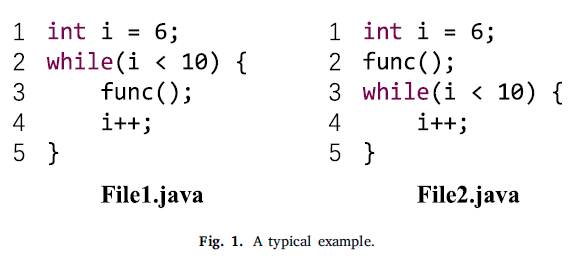 1 int i = 6;
2 while(i < 10) {
3     func();
4     i++;
5 }
File1.java
1 int i = 6;
2 func();
3 while(i < 10) {
4     i++;
5 }
File2.java
Fig. 1. A typical example.